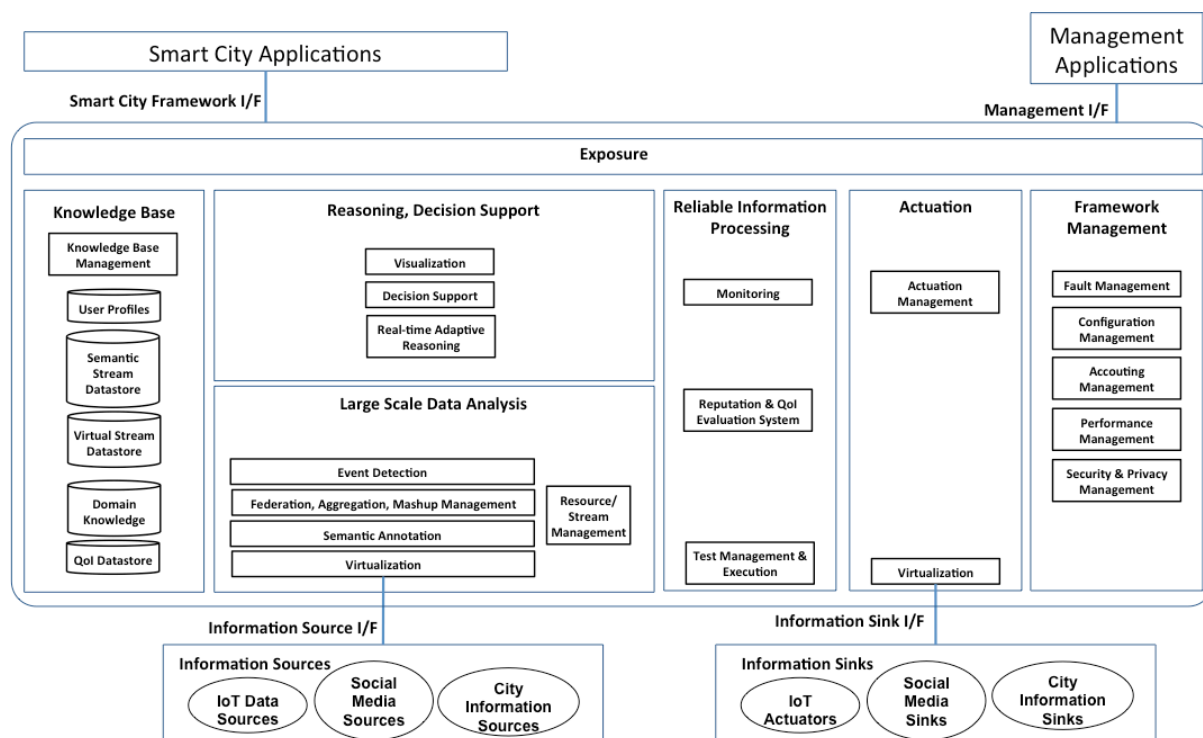 Smart City Applications
Management
Applications
Smart City Framework I/F
Management I/F
Exposure
Knowledge Base
Knowledge Base
Management
User Profiles
Semantic
Stream
Datastore
Virtual Stream
Datastore
Domain
Knowledge
QoI Datastore
Reasoning, Decision Support
Visualization
Decision Support
Real-time Adaptive
Reasoning
Large Scale Data Analysis
Event Detection
Federation, Aggregation, Mashup Management
Semantic Annotation
Virtualization
Resource/
Stream
Management
Reliable Information
Processing
Monitoring
Reputation & QoI
Evaluation System
Test Management &
Execution
Actuation
Actuation
Management
Virtualization
Framework
Management
Fault Management
Configuration
Management
Accouting
Management
Performance
Management
Security & Privacy
Management
Information Source I/F
Information Sink I/F
Information Sources
IoT Data
Sources
Social
Media
Sources
City
Information
Sources
Information Sinks
IoT
Actuators
Social
Media
Sinks
City
Information
Sinks